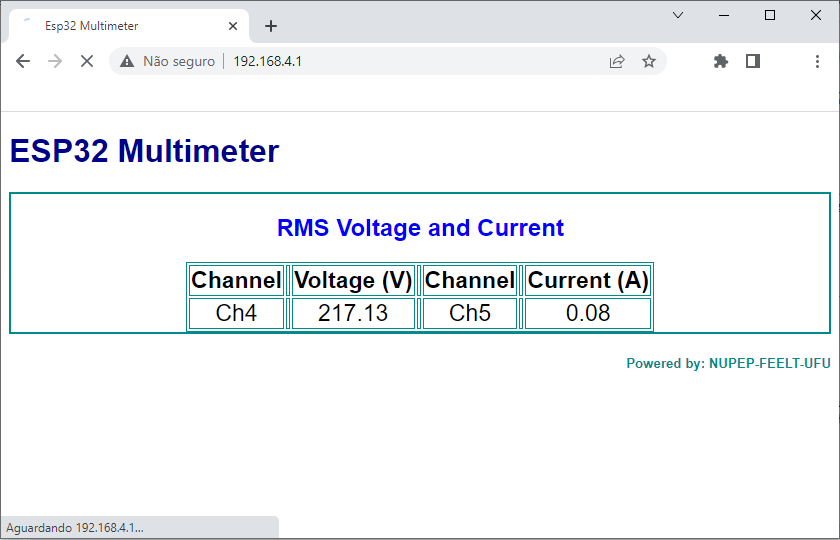 Esp32 Multimeter
Não seguro | 192.168.4.1
ESP32 Multimeter
RMS Voltage and Current
Channel Voltage (V) Channel Current (A)
Ch4 217.13 Ch5 0.08
Powered by: NUPEP-FEELT-UFU
Aguardando 192.168.4.1...